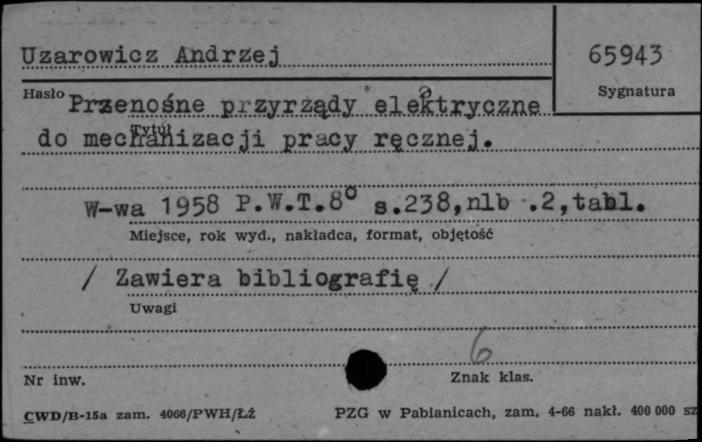 Uzarowicz Andrzej
65943
Hasło
Sygnatura
Przenośne przyrządy elektryczne
Tytuł
do mechanizacji pracy ręcznej.
W-wa 1958 P.W.T.8° s.238,nlb .2,tabl.
Miejsce, rok wyd., nakładca, format, objętość
/ Zawiera bibliografię /
Uwagi
6
Nr inw.
Znak klas.
CWD/B-15a zam. 4066/PWH/Łź
PZG w Pabianicach, zam. 4-66 nakł. 400 000 sz